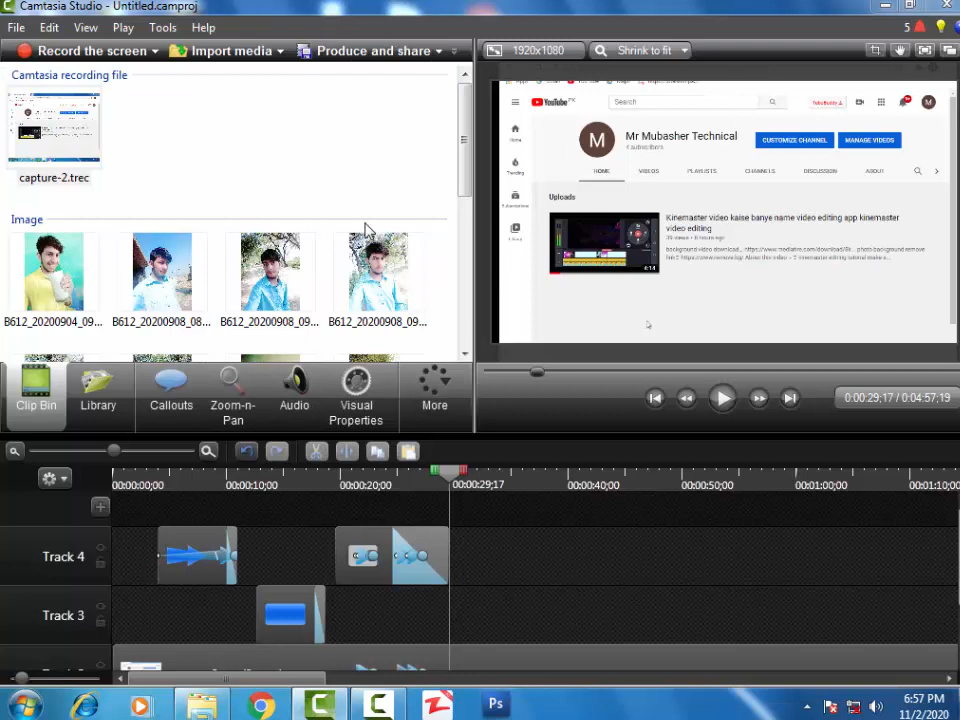 Camtasia Studio - Untitled.camproj
File Edit View Play Tools Help
5
Record the screen Import media Produce and share
1920x1080 Shrink to fit
Camtasia recording file
capture-2.trec
Image
B612_20200904_09... B612_20200908_08... B612_20200908_09... B612_20200908_09...
YouTube
Search
M
Home
Trending
Library
M
Mr Mubasher Technical
CUSTOMIZE CHANNEL MANAGE VIDEOS
HOME VIDEOS PLAYLISTS CHANNELS DISCUSSION ABOUT
Uploads
Kinemaster video kaise banye name video editing app kinemaster
video editing
4:14
Clip Bin Library Callouts Zoom-n-Pan Audio Visual Properties More
0:00:29;17 / 0:04:57;19
00:00:00;00 00:00:10;00 00:00:20;00 00:00:29;17 00:00:40;00 00:00:50;00 00:01:00;00 00:01:10;00
Track 4
Track 3
Ps
6:57 PM
11/2/2020